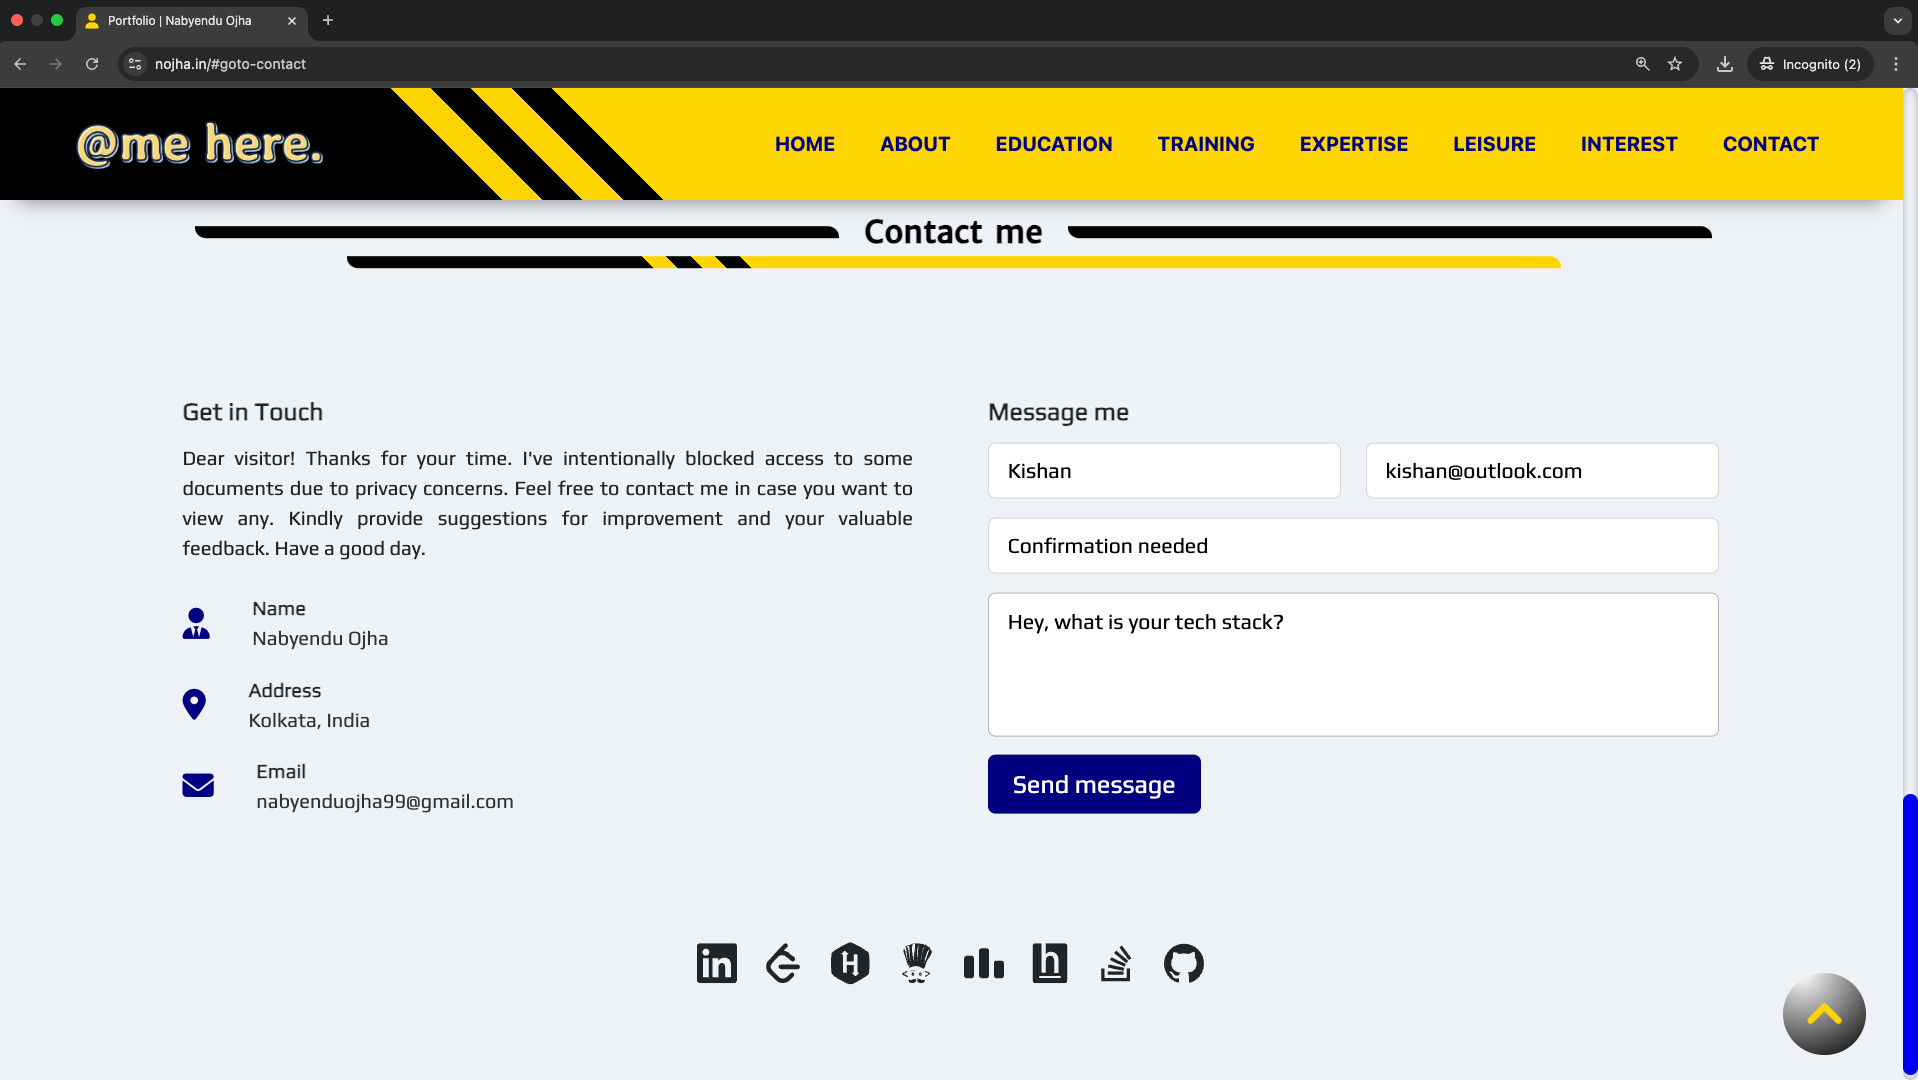 Portfolio | Nabyendu Ojha
nojha.in/#goto-contact
Incognito (2)
@me here.
HOME
ABOUT
EDUCATION
TRAINING
EXPERTISE
LEISURE
INTEREST
CONTACT
Contact me
Get in Touch
Dear visitor! Thanks for your time. I've intentionally blocked access to some
documents due to privacy concerns. Feel free to contact me in case you want to
view any. Kindly provide suggestions for improvement and your valuable
feedback. Have a good day.
Name
Nabyendu Ojha
Address
Kolkata, India
Email
nabyenduojha99@gmail.com
Message me
Kishan
kishan@outlook.com
Confirmation needed
Hey, what is your tech stack?
Send message